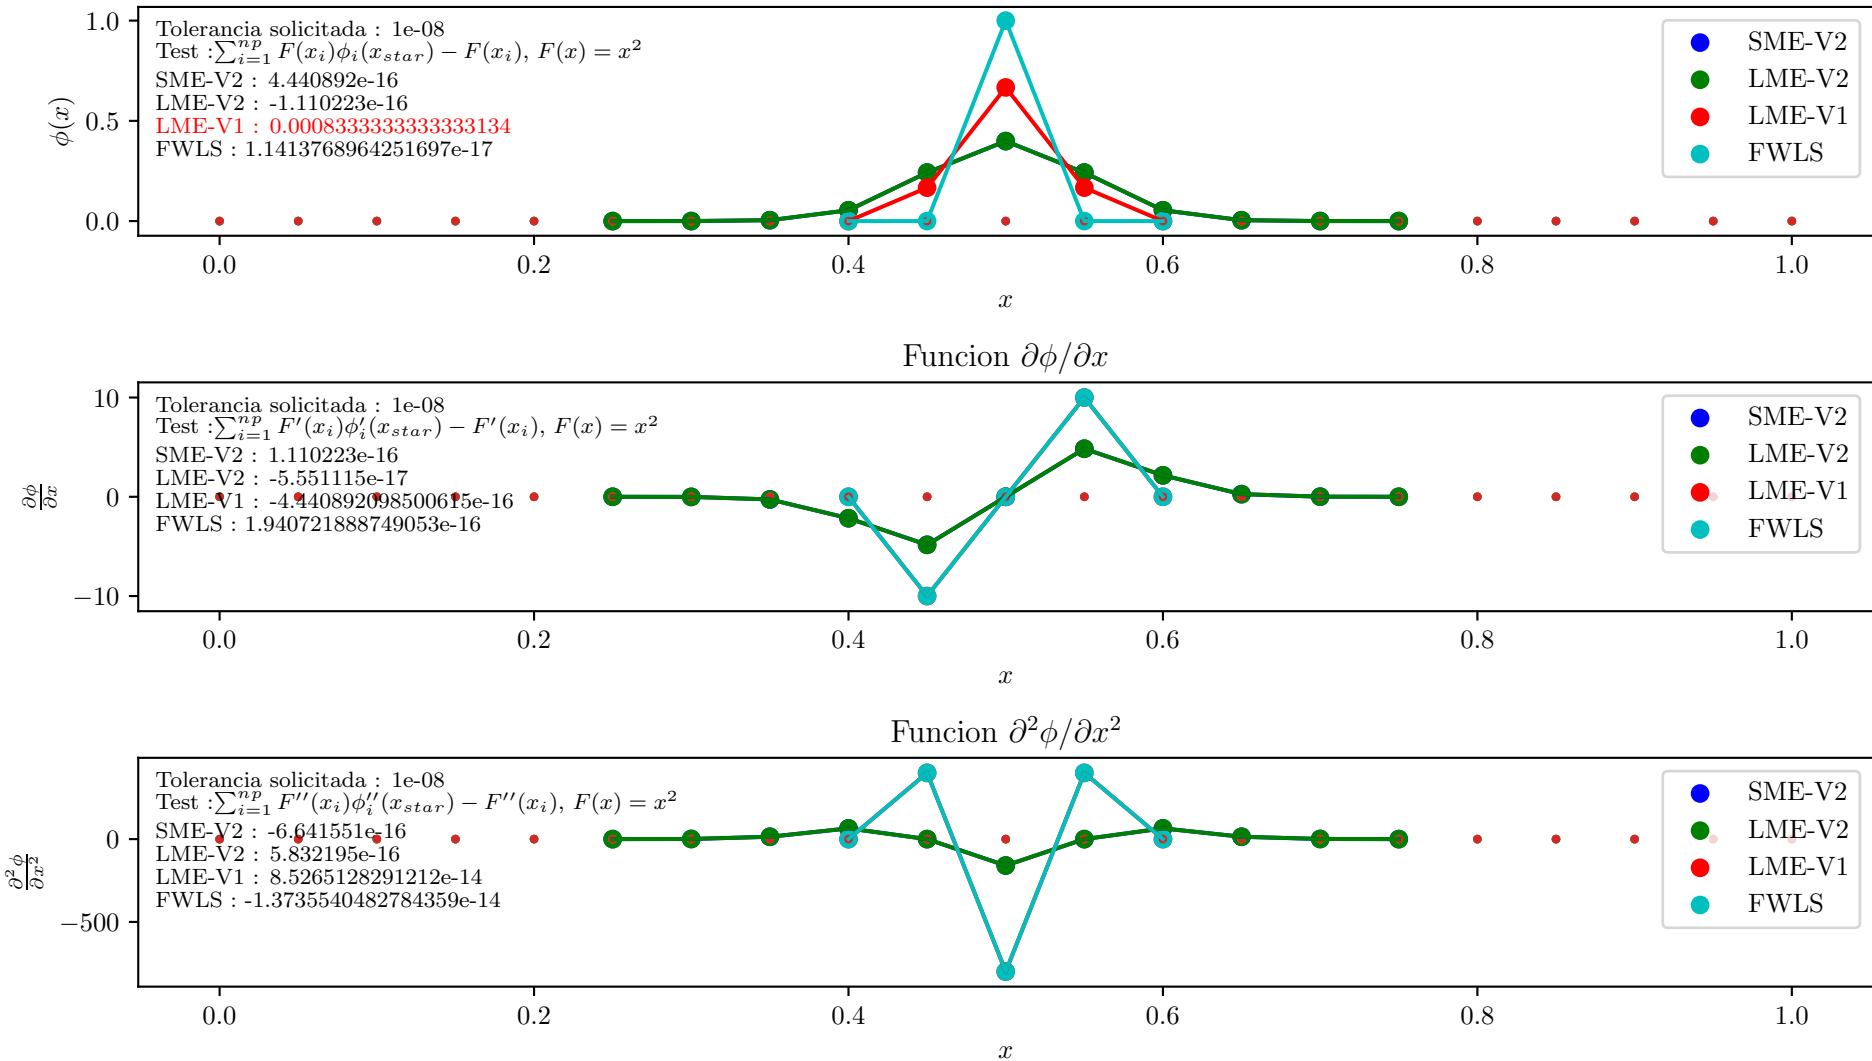 Tolerancia solicitada : 1e-08
Test :∑_{i=1}^{np} F(x_i)ϕ_i(x_{star}) − F(x_i), F(x) = x²
SME-V2 : 4.440892e-16
LME-V2 : -1.110223e-16
LME-V1 : 0.0008333333333333134
FWLS : 1.1413768964251697e-17
SME-V2
LME-V2
LME-V1
FWLS
ϕ(x)
1.0
0.5
0.0
0.0 0.2 0.4 0.6 0.8 1.0
x
Funcion ∂ϕ/∂x
Tolerancia solicitada : 1e-08
Test :∑_{i=1}^{np} F′(x_i)ϕ′_i(x_{star}) − F′(x_i), F(x) = x²
SME-V2 : 1.110223e-16
LME-V2 : -5.551115e-17
LME-V1 : -4.440892098500615e-16
FWLS : 1.940721888749053e-16
SME-V2
LME-V2
LME-V1
FWLS
∂ϕ/∂x
10
0
−10
0.0 0.2 0.4 0.6 0.8 1.0
x
Funcion ∂²ϕ/∂x²
Tolerancia solicitada : 1e-08
Test :∑_{i=1}^{np} F′′(x_i)ϕ′′_i(x_{star}) − F′′(x_i), F(x) = x²
SME-V2 : -6.641551e-16
LME-V2 : 5.832195e-16
LME-V1 : 8.5265128291212e-14
FWLS : -1.3735540482784359e-14
SME-V2
LME-V2
LME-V1
FWLS
∂²ϕ/∂x²
0
−500
0.0 0.2 0.4 0.6 0.8 1.0
x